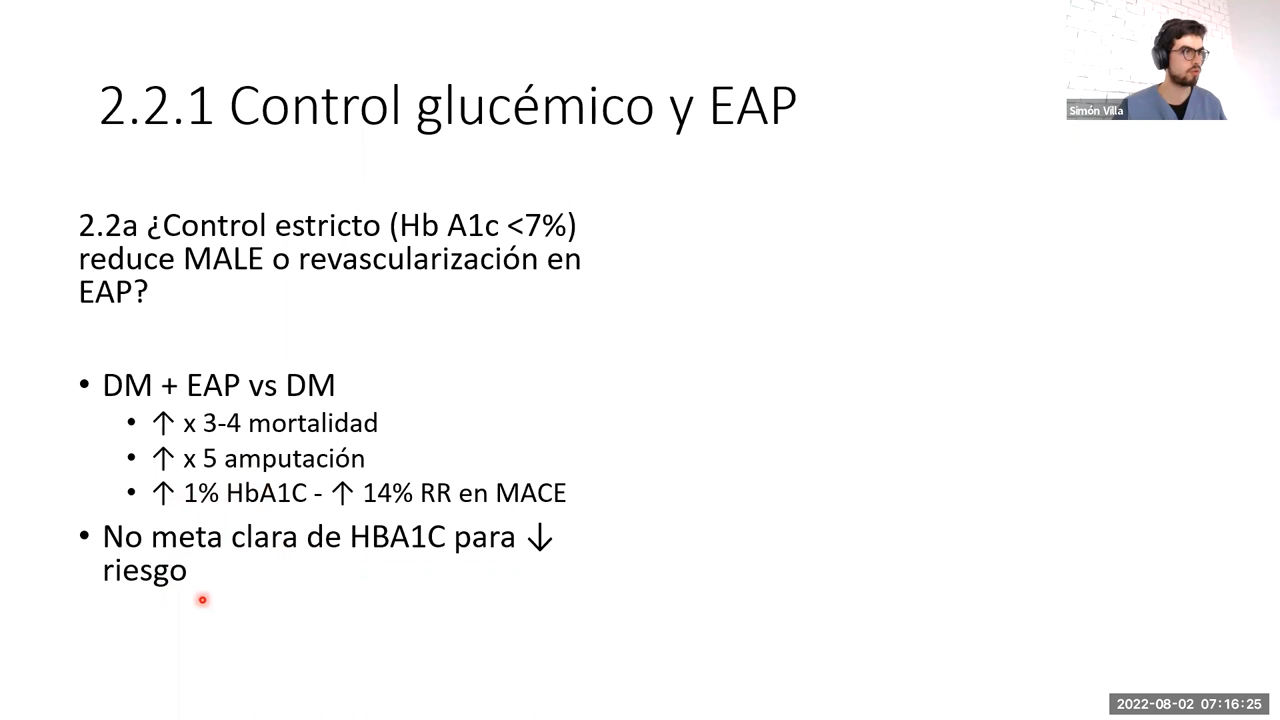 2.2.1 Control glucémico y EAP
Simón Villa
2.2a ¿Control estricto (Hb A1c <7%)
reduce MALE o revascularización en
EAP?
• DM + EAP vs DM
• ↑ x 3-4 mortalidad
• ↑ x 5 amputación
• ↑ 1% HbA1C - ↑ 14% RR en MACE
• No meta clara de HBA1C para ↓
riesgo
2022-08-02 07:16:25